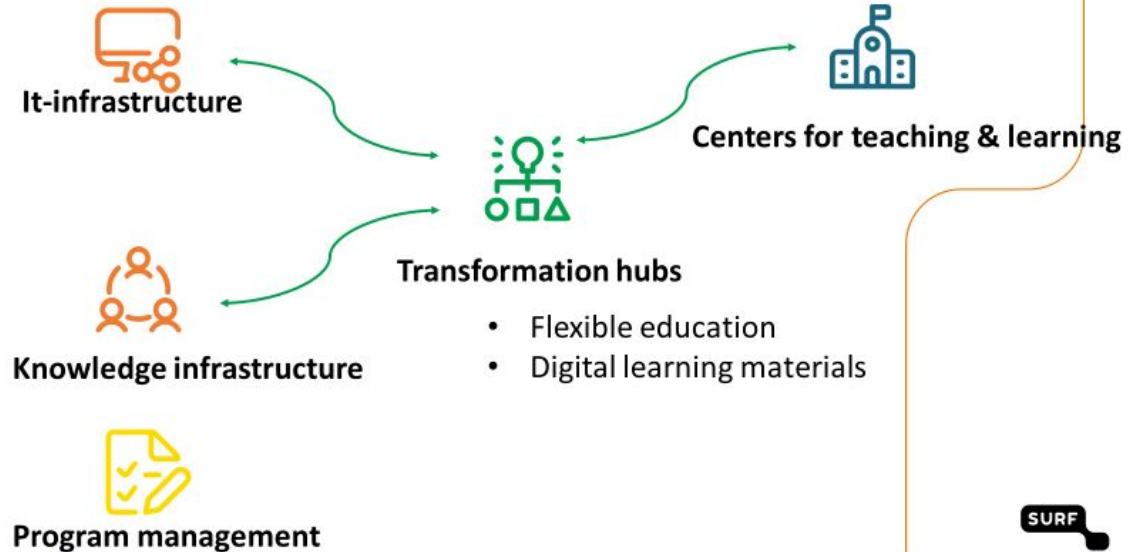 It-infrastructure
Centers for teaching & learning
Transformation hubs
• Flexible education
• Digital learning materials
Knowledge infrastructure
Program management
SURF